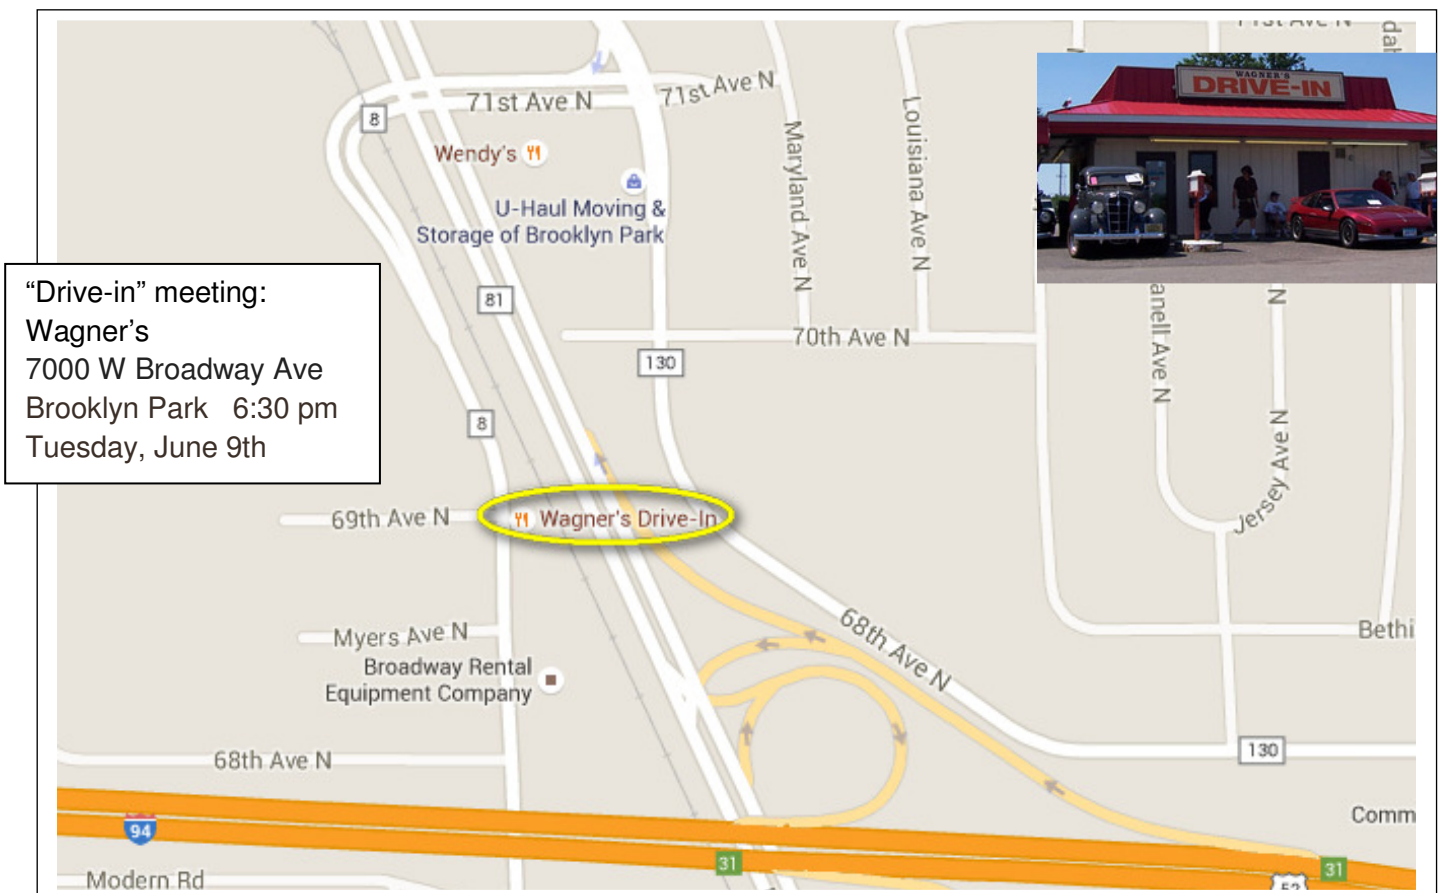 71st Ave N
71st Ave N
8
Wendy's
U-Haul Moving &
Storage of Brooklyn Park
Maryland Ave N
Louisiana Ave N
WAGNER'S
DRIVE-IN
“Drive-in” meeting:
Wagner’s
7000 W Broadway Ave
Brooklyn Park 6:30 pm
Tuesday, June 9th
81
70th Ave N
130
anell Ave N
N
8
Jersey Ave N
69th Ave N
Wagner's Drive-In
Myers Ave N
68th Ave N
Bethi
Broadway Rental
Equipment Company
68th Ave N
130
94
Comm
31
31
52
Modern Rd